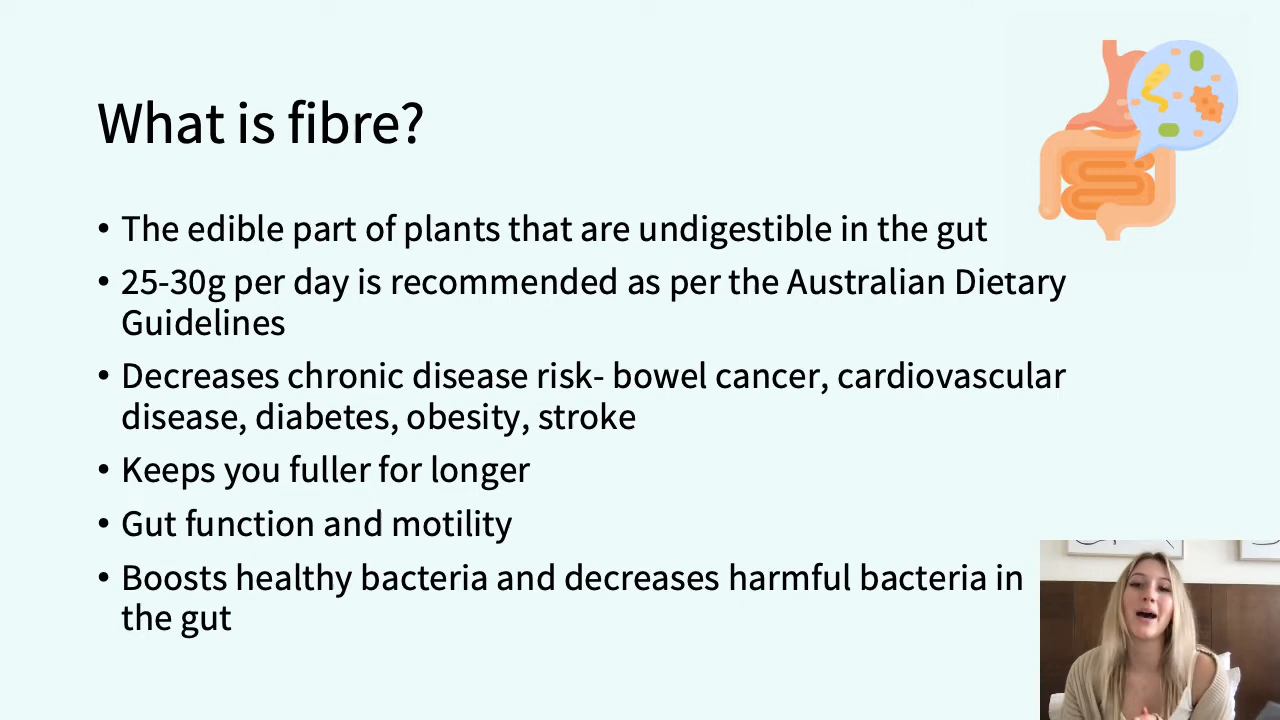 What is fibre?
• The edible part of plants that are undigestible in the gut
• 25-30g per day is recommended as per the Australian Dietary
Guidelines
• Decreases chronic disease risk- bowel cancer, cardiovascular
disease, diabetes, obesity, stroke
• Keeps you fuller for longer
• Gut function and motility
• Boosts healthy bacteria and decreases harmful bacteria in
the gut